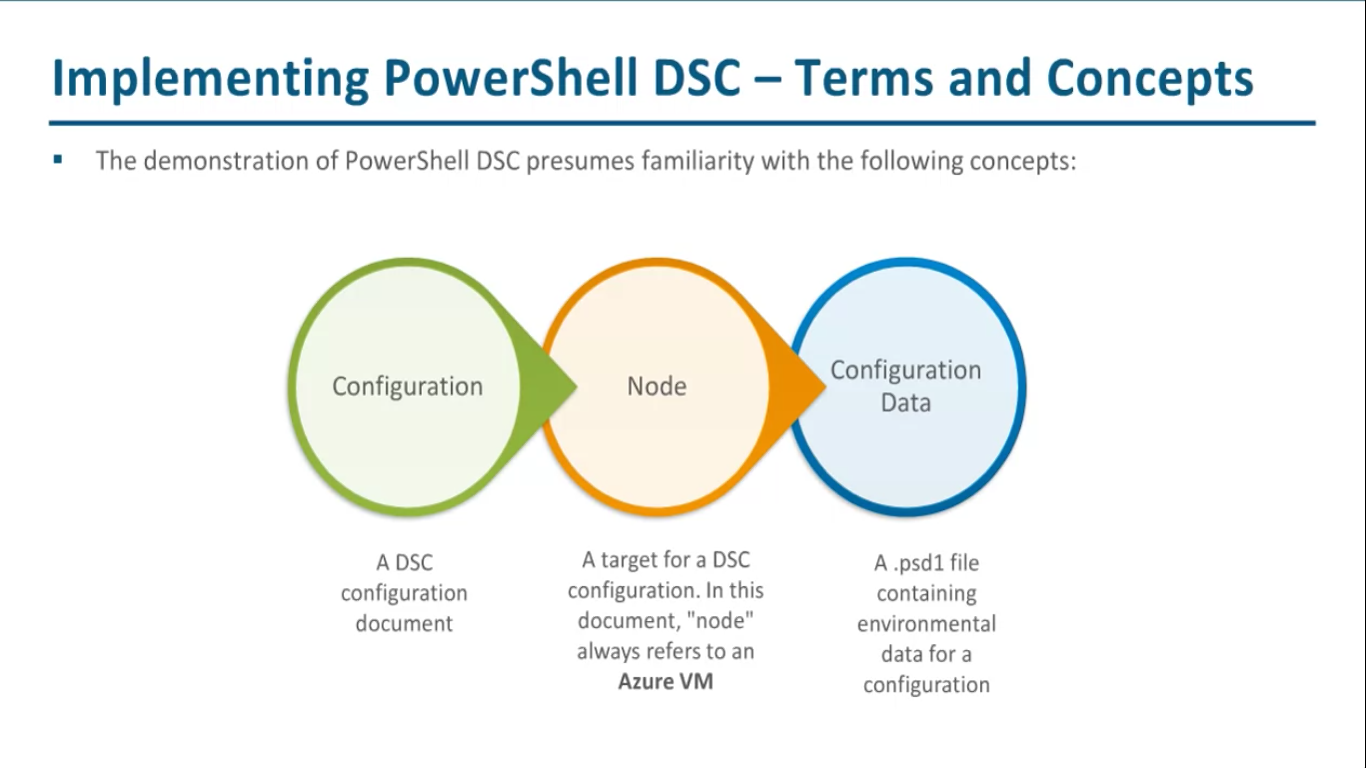 Implementing PowerShell DSC – Terms and Concepts
▪ The demonstration of PowerShell DSC presumes familiarity with the following concepts:
Configuration
Node
Configuration
Data
A DSC
configuration
document
A target for a DSC
configuration. In this
document, "node"
always refers to an
Azure VM
A .psd1 file
containing
environmental
data for a
configuration